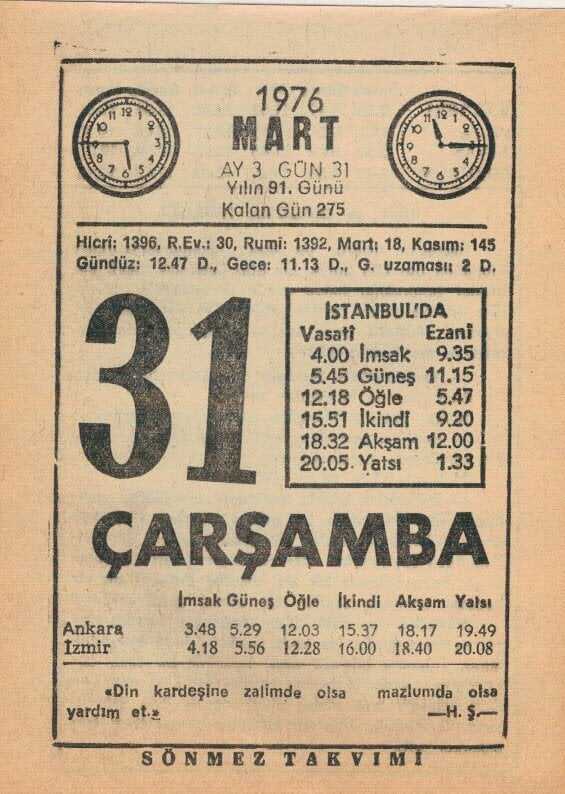 1976
MART
AY 3 GÜN 31
Yılın 91. Günü
Kalan Gün 275
Hicrî: 1396, R.Ev.: 30, Rumi: 1392, Mart: 18, Kasım: 145
Gündüz: 12.47 D., Gece: 11.13 D., G. uzaması: 2 D.
31
İSTANBUL'DA
Vasatî Ezanî
4.00 İmsak 9.35
5.45 Güneş 11.15
12.18 Öğle 5.47
15.51 İkindi 9.20
18.32 Akşam 12.00
20.05 Yatsı 1.33
ÇARŞAMBA
İmsak Güneş Öğle İkindi Akşam Yatsı
Ankara 3.48 5.29 12.03 15.37 18.17 19.49
İzmir 4.18 5.56 12.28 16.00 18.40 20.08
«Din kardeşine zalimde olsa mazlumda olsa
yardım et.» —H. Ş.—
SÖNMEZ TAKVİMİ